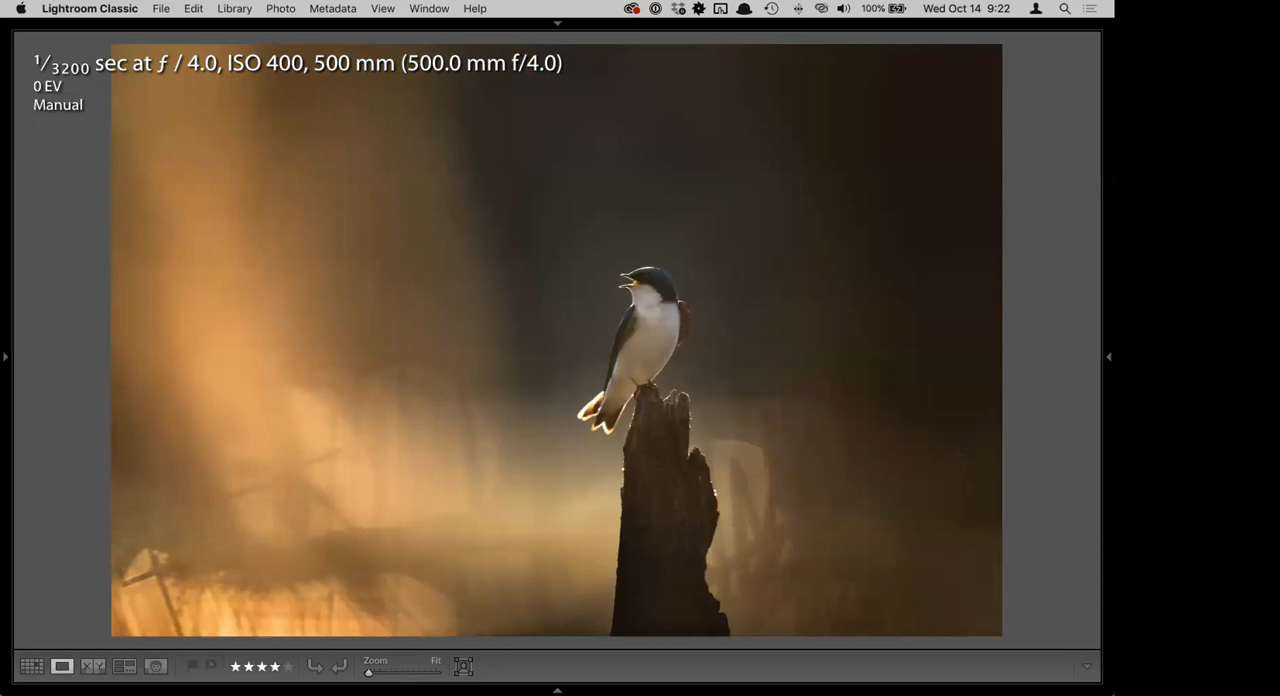 Lightroom Classic File Edit Library Photo Metadata View Window Help 100% Wed Oct 14 9:22
1/3200 sec at ƒ / 4.0, ISO 400, 500 mm (500.0 mm f/4.0)
0 EV
Manual
Zoom Fit